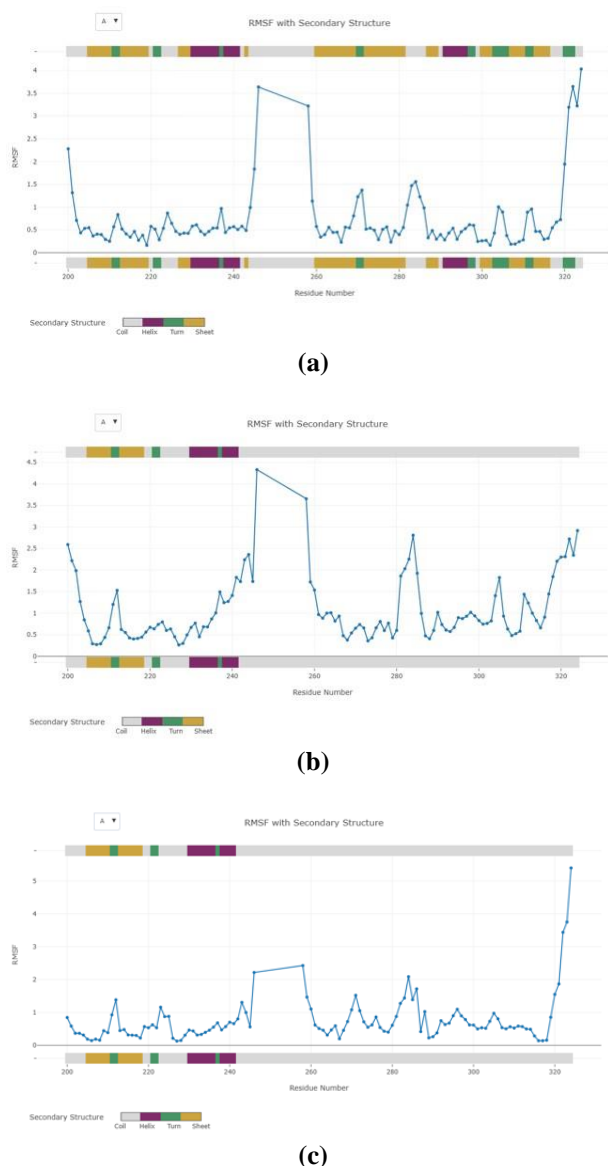 A ▼
RMSF with Secondary Structure
-
4
3.5
3
2.5
2
1.5
1
0.5
0
-
RMSF
200 220 240 260 280 300 320
Residue Number
Secondary Structure
Coil Helix Turn Sheet
(a)
A ▼
RMSF with Secondary Structure
-
4.5
4
3.5
3
2.5
2
1.5
1
0.5
0
-
RMSF
200 220 240 260 280 300 320
Residue Number
Secondary Structure
Coil Helix Turn Sheet
(b)
A ▼
RMSF with Secondary Structure
-
5
4
3
2
1
0
-
RMSF
200 220 240 260 280 300 320
Residue Number
Secondary Structure
Coil Helix Turn Sheet
(c)